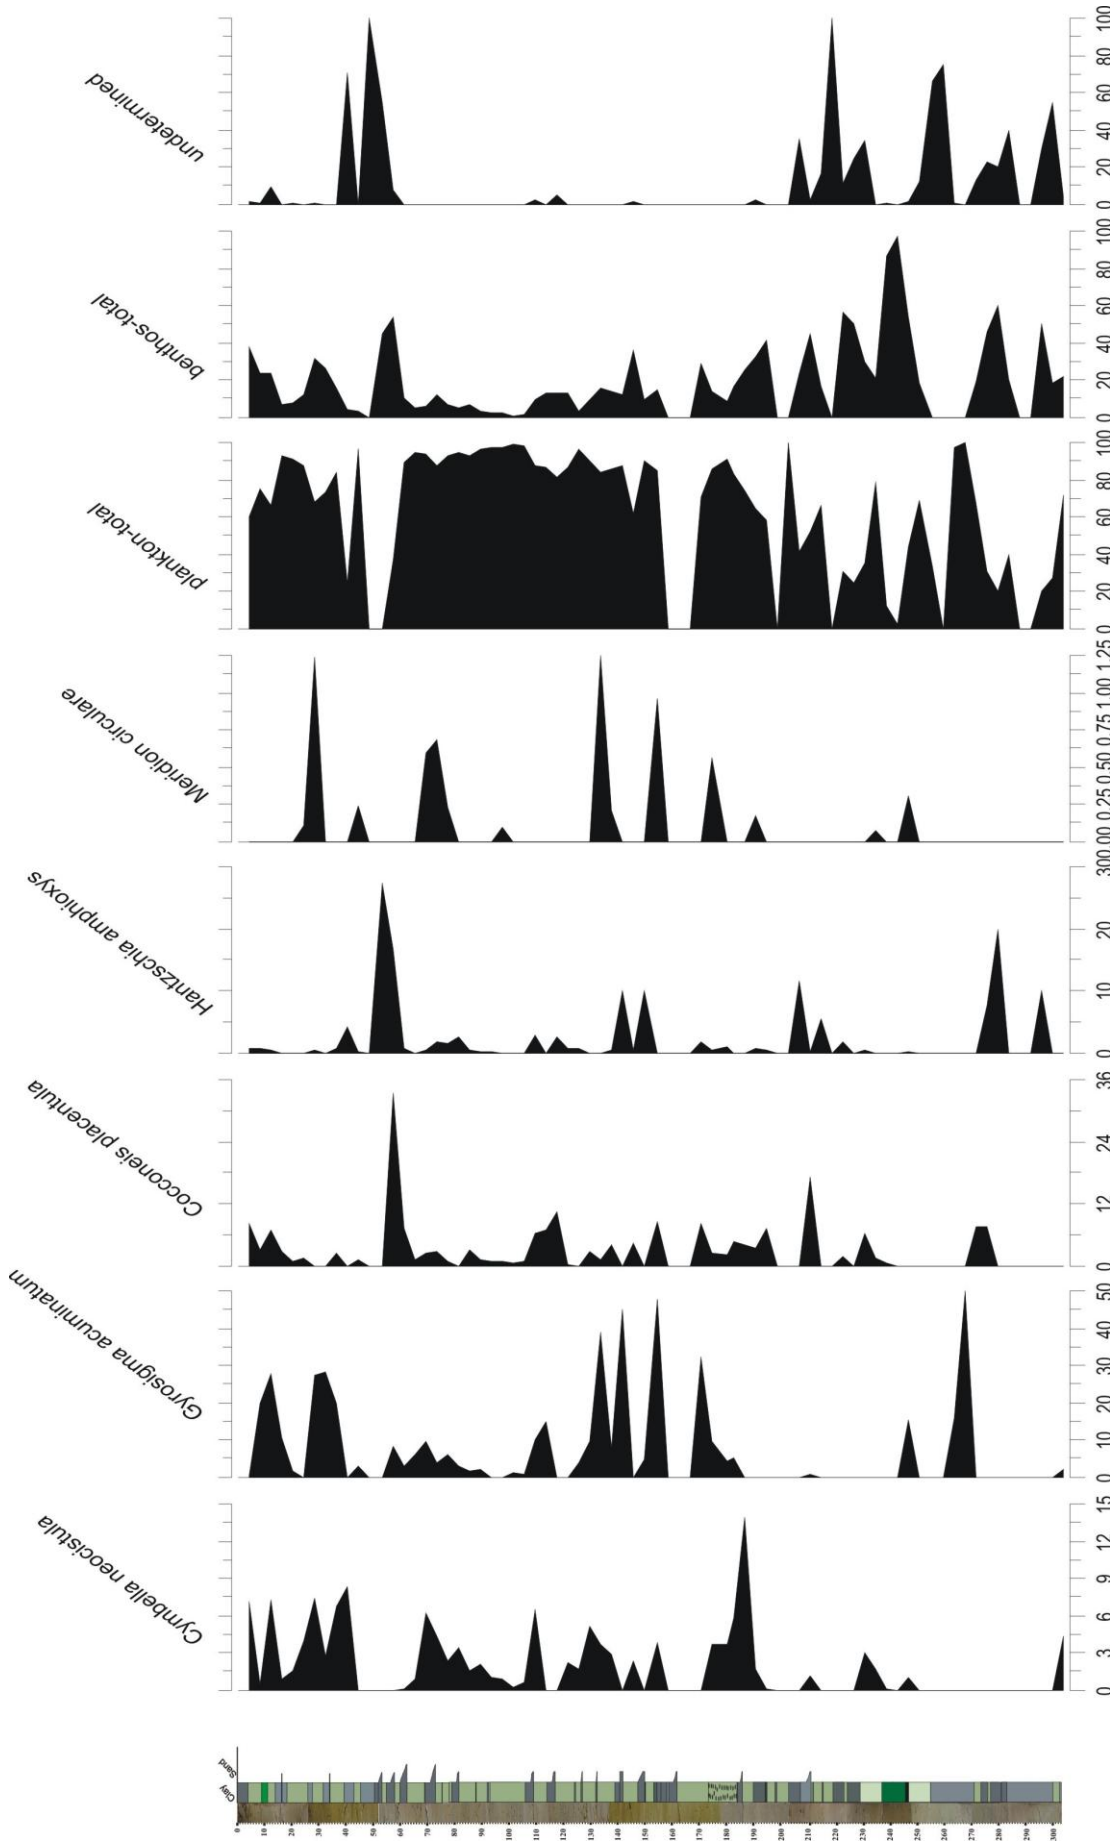 Clay
Sand
Cymbella neocistula
Gyrosigma acuminatum
Cocconeis placentula
Hantzschia amphioxys
Meridion circulare
plankton-total
benthos-total
undetermined
0
10
20
30
40
50
60
70
80
90
100
110
120
130
140
150
160
170
180
190
200
210
220
230
240
250
260
270
280
290
300
0 3 6 9 12 15
0 10 20 30 40 50
0 12 24 36
0 10 20 30
0.00 0.25 0.50 0.75 1.00 1.25
0 20 40 60 80 100
0 20 40 60 80 100
0 20 40 60 80 100